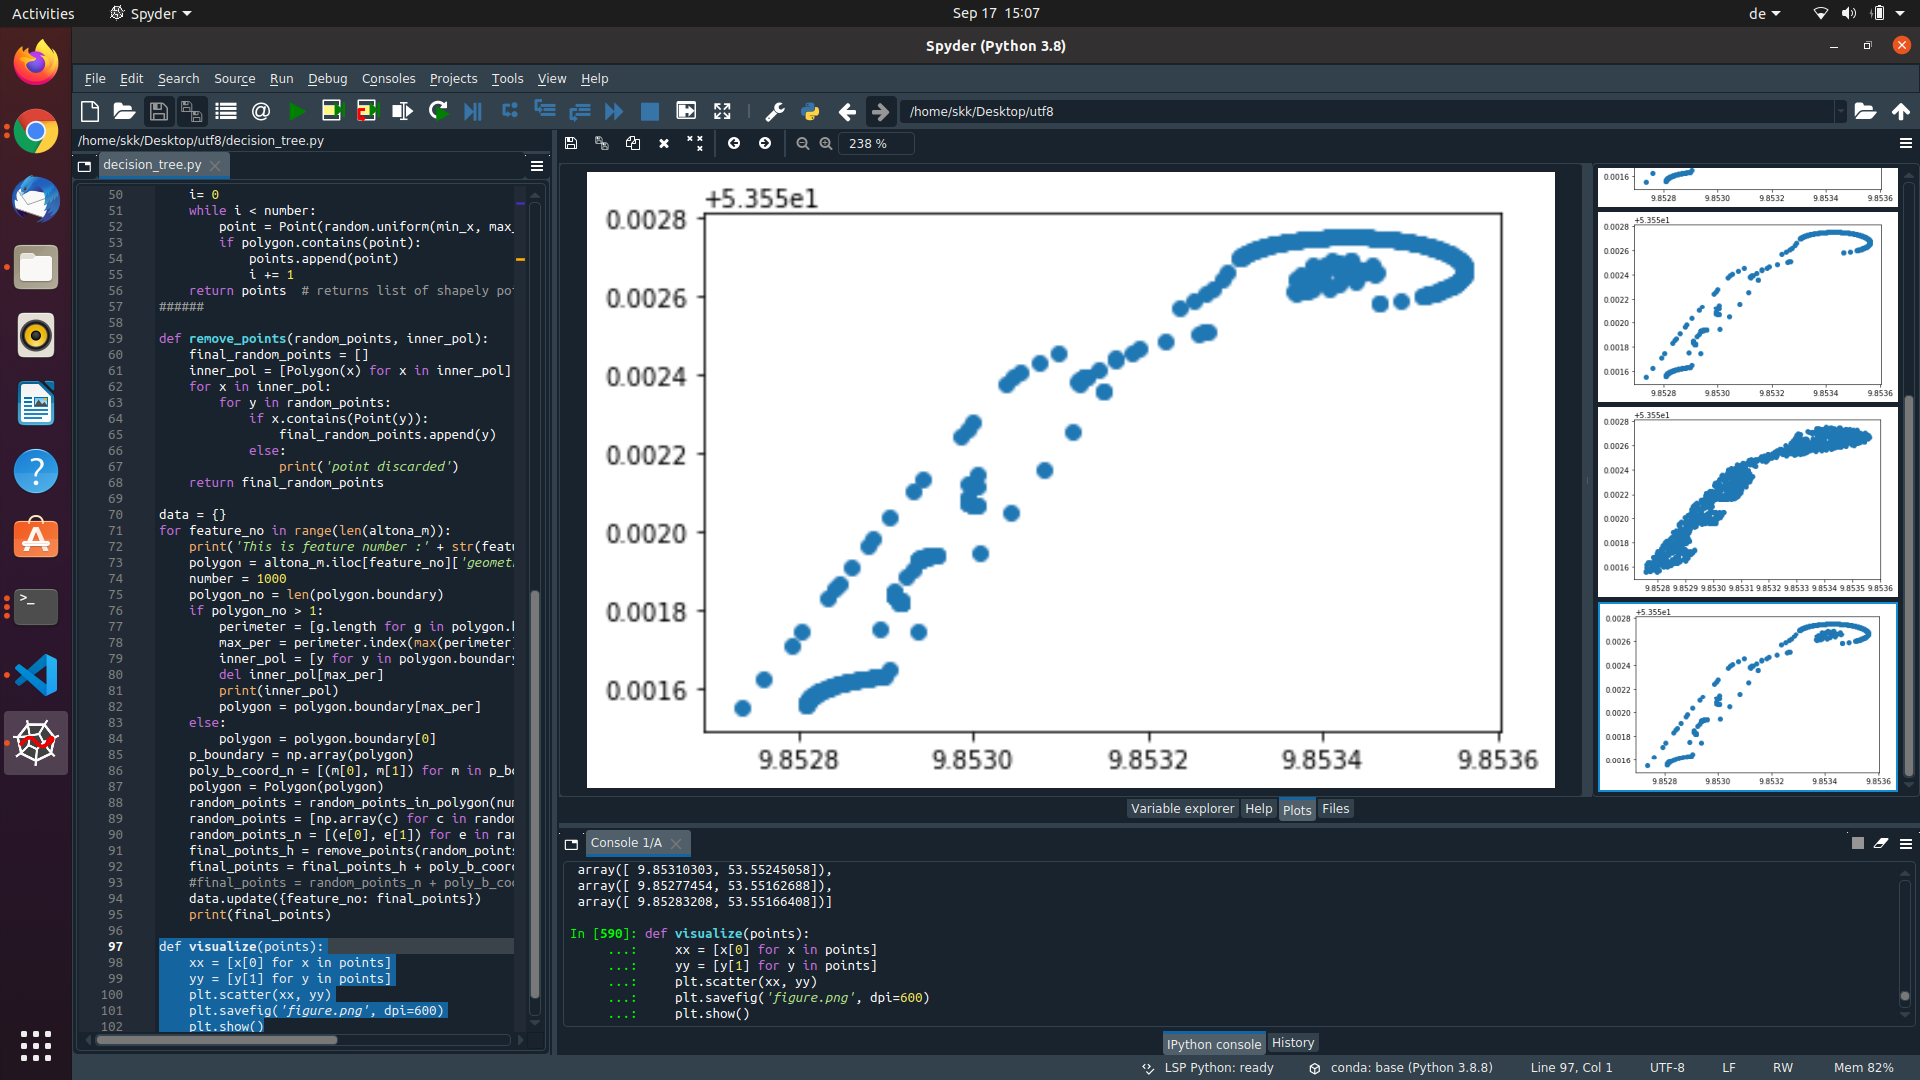 Activities
Spyder
Sep 17 15:07
de
Spyder (Python 3.8)
File Edit Search Source Run Debug Consoles Projects Tools View Help
/home/skk/Desktop/utf8
/home/skk/Desktop/utf8/decision_tree.py
238 %
decision_tree.py
50 i= 0
51 while i < number:
52 point = Point(random.uniform(min_x, max_
53 if polygon.contains(point):
54 points.append(point)
55 i += 1
56 return points # returns list of shapely po
57 ######
58
59 def remove_points(random_points, inner_pol):
60 final_random_points = []
61 inner_pol = [Polygon(x) for x in inner_pol]
62 for x in inner_pol:
63 for y in random_points:
64 if x.contains(Point(y)):
65 final_random_points.append(y)
66 else:
67 print('point discarded')
68 return final_random_points
69
70 data = {}
71 for feature_no in range(len(altona_m)):
72 print('This is feature number :' + str(featu
73 polygon = altona_m.iloc[feature_no]['geomet
74 number = 1000
75 polygon_no = len(polygon.boundary)
76 if polygon_no > 1:
77 perimeter = [g.length for g in polygon.b
78 max_per = perimeter.index(max(perimeter)
79 inner_pol = [y for y in polygon.boundary
80 del inner_pol[max_per]
81 print(inner_pol)
82 polygon = polygon.boundary[max_per]
83 else:
84 polygon = polygon.boundary[0]
85 p_boundary = np.array(polygon)
86 poly_b_coord_n = [(m[0], m[1]) for m in p_bo
87 polygon = Polygon(polygon)
88 random_points = random_points_in_polygon(num
89 random_points = [np.array(c) for c in random
90 random_points_n = [(e[0], e[1]) for e in ran
91 final_points_h = remove_points(random_points
92 final_points = final_points_h + poly_b_coord
93 #final_points = random_points_n + poly_b_coo
94 data.update({feature_no: final_points})
95 print(final_points)
96
97 def visualize(points):
98 xx = [x[0] for x in points]
99 yy = [y[1] for y in points]
100 plt.scatter(xx, yy)
101 plt.savefig('figure.png', dpi=600)
102 plt.show()
+5.355e1
0.0028
0.0026
0.0024
0.0022
0.0020
0.0018
0.0016
9.8528 9.8530 9.8532 9.8534 9.8536
0.0016
9.8528 9.8530 9.8532 9.8534 9.8536
+5.355e1
0.0028
0.0026
0.0024
0.0022
0.0020
0.0018
0.0016
9.8528 9.8530 9.8532 9.8534 9.8536
+5.355e1
0.0028
0.0026
0.0024
0.0022
0.0020
0.0018
0.0016
9.8528 9.8529 9.8530 9.8531 9.8532 9.8533 9.8534 9.8535 9.8536
+5.355e1
0.0028
0.0026
0.0024
0.0022
0.0020
0.0018
0.0016
9.8528 9.8530 9.8532 9.8534 9.8536
Variable explorer Help Plots Files
Console 1/A
array([ 9.85310303, 53.55245058]),
array([ 9.85277454, 53.55162688]),
array([ 9.85283208, 53.55166408])]
In [590]: def visualize(points):
...: xx = [x[0] for x in points]
...: yy = [y[1] for y in points]
...: plt.scatter(xx, yy)
...: plt.savefig('figure.png', dpi=600)
...: plt.show()
IPython console History
LSP Python: ready conda: base (Python 3.8.8) Line 97, Col 1 UTF-8 LF RW Mem 82%